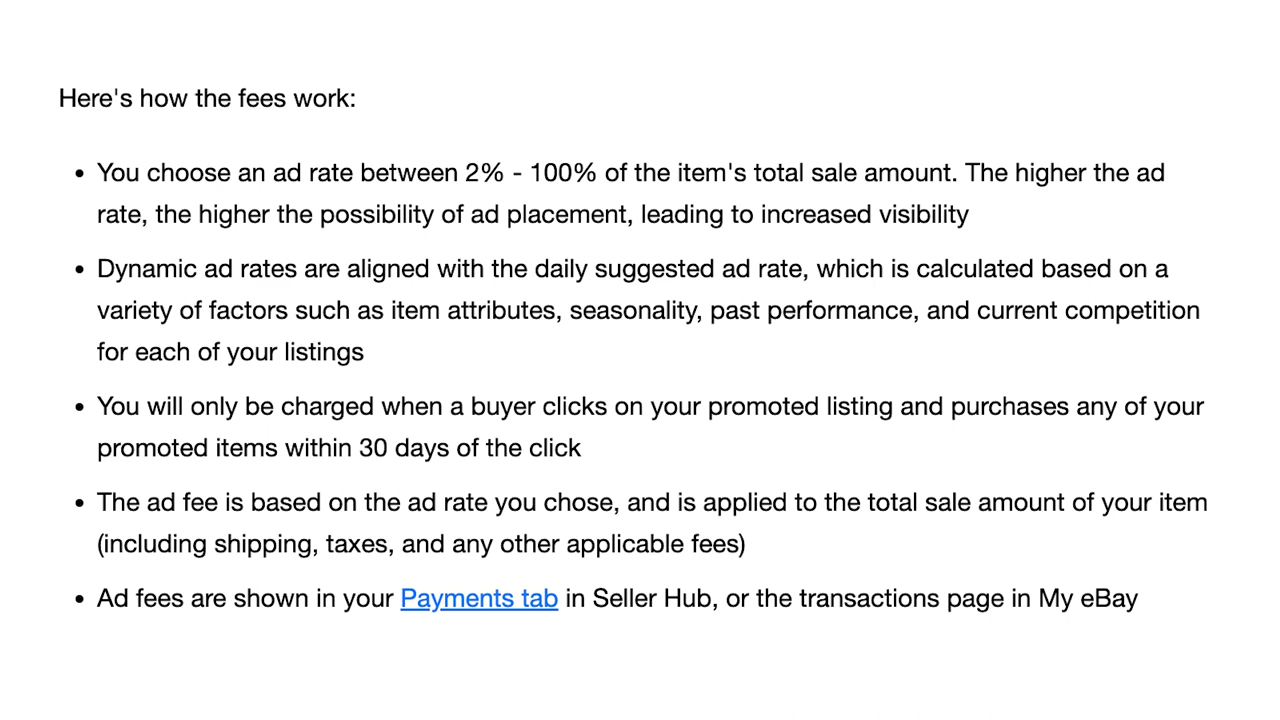 Here's how the fees work:
• You choose an ad rate between 2% - 100% of the item's total sale amount. The higher the ad
rate, the higher the possibility of ad placement, leading to increased visibility
• Dynamic ad rates are aligned with the daily suggested ad rate, which is calculated based on a
variety of factors such as item attributes, seasonality, past performance, and current competition
for each of your listings
• You will only be charged when a buyer clicks on your promoted listing and purchases any of your
promoted items within 30 days of the click
• The ad fee is based on the ad rate you chose, and is applied to the total sale amount of your item
(including shipping, taxes, and any other applicable fees)
• Ad fees are shown in your Payments tab in Seller Hub, or the transactions page in My eBay